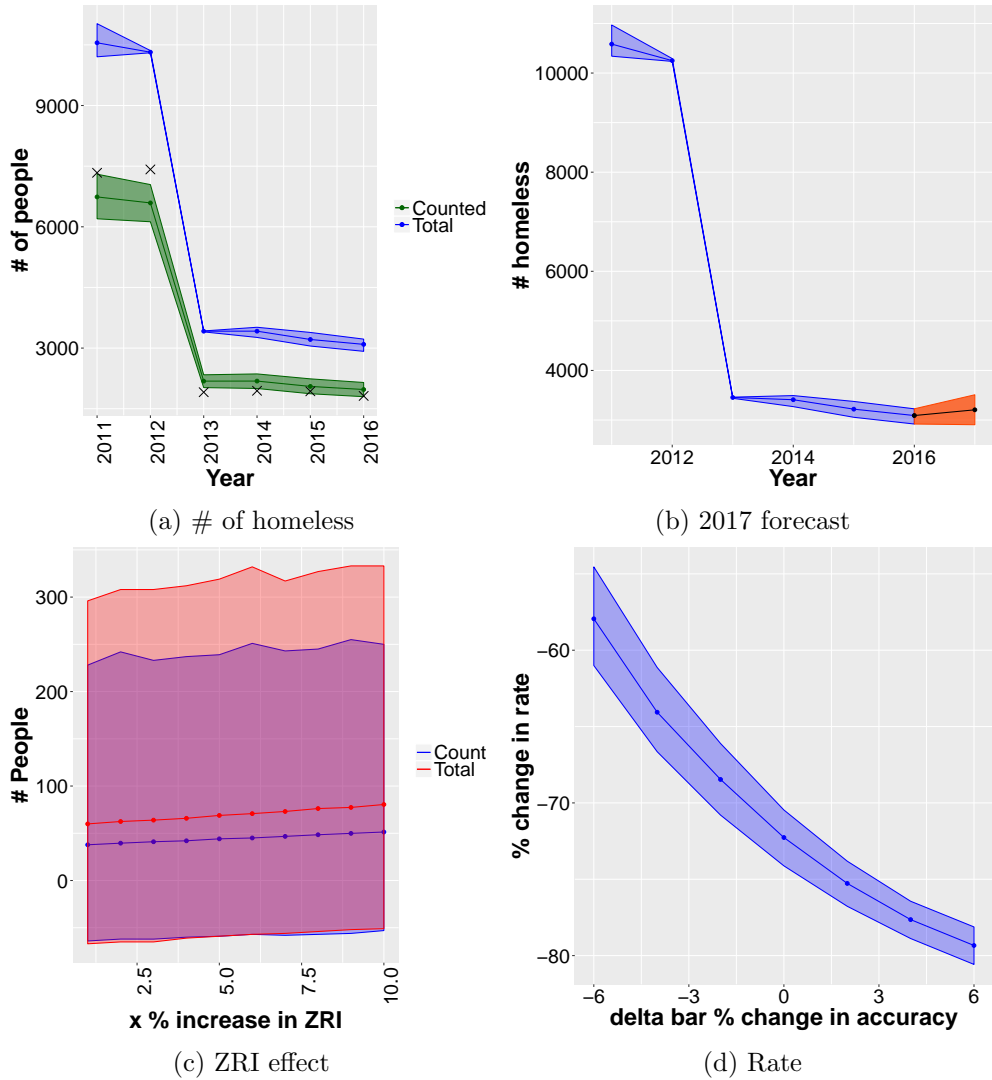 # of people
9000
6000
3000
2011
2012
2013
2014
2015
2016
Year
Counted
Total
(a) # of homeless
# homeless
10000
8000
6000
4000
2012
2014
2016
Year
(b) 2017 forecast
# People
300
200
100
0
2.5
5.0
7.5
10.0
x % increase in ZRI
Count
Total
(c) ZRI effect
% change in rate
−60
−70
−80
−6
−3
0
3
6
delta bar % change in accuracy
(d) Rate